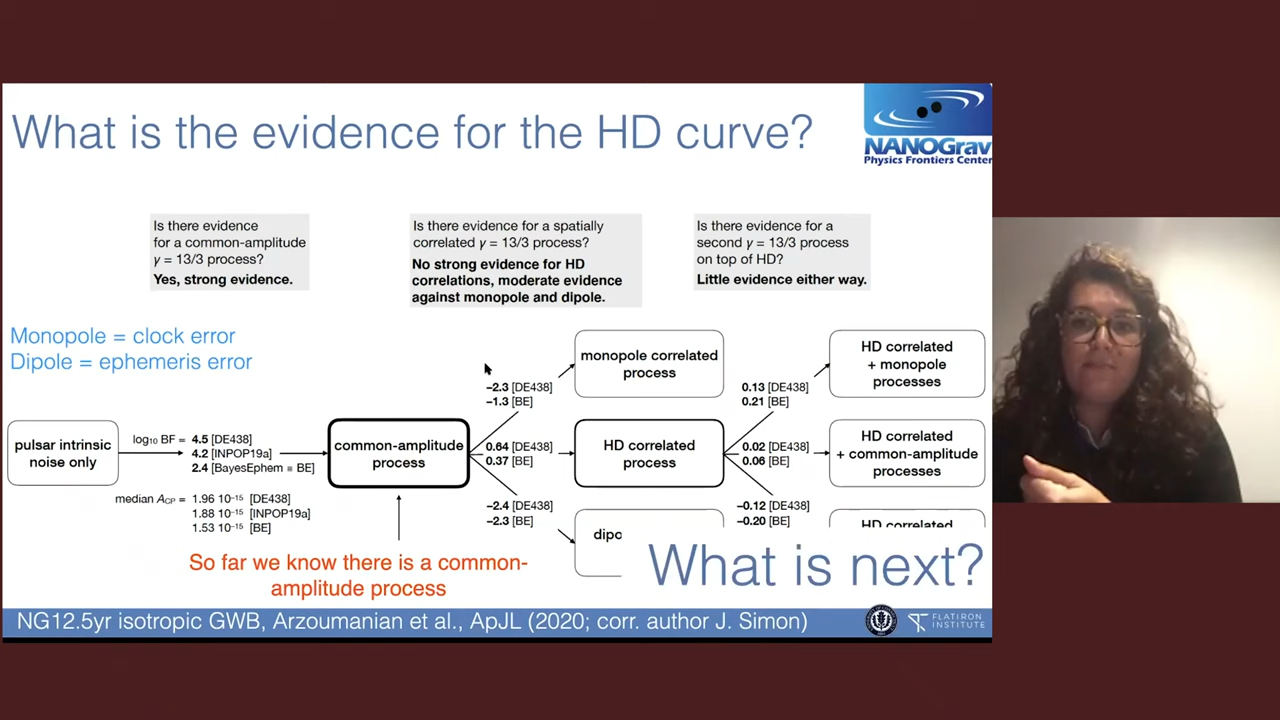 What is the evidence for the HD curve?
NANOGrav
Physics Frontiers Center
Is there evidence
for a common-amplitude
γ = 13/3 process?
Yes, strong evidence.
Is there evidence for a spatially
correlated γ = 13/3 process?
No strong evidence for HD
correlations, moderate evidence
against monopole and dipole.
Is there evidence for a
second γ = 13/3 process
on top of HD?
Little evidence either way.
Monopole = clock error
Dipole = ephemeris error
pulsar intrinsic
noise only
log₁₀ BF = 4.5 [DE438]
4.2 [INPOP19a]
2.4 [BayesEphem ≡ BE]
median A_CP = 1.96 10⁻¹⁵ [DE438]
1.88 10⁻¹⁵ [INPOP19a]
1.53 10⁻¹⁵ [BE]
common-amplitude
process
−2.3 [DE438]
−1.3 [BE]
0.64 [DE438]
0.37 [BE]
−2.4 [DE438]
−2.3 [BE]
monopole correlated
process
HD correlated
process
dipo
0.13 [DE438]
0.21 [BE]
0.02 [DE438]
0.06 [BE]
−0.12 [DE438]
−0.20 [BE]
HD correlated
+ monopole
processes
HD correlated
+ common-amplitude
processes
HD correlated
So far we know there is a common-
amplitude process
What is next?
NG12.5yr isotropic GWB, Arzoumanian et al., ApJL (2020; corr. author J. Simon)
FLATIRON
INSTITUTE